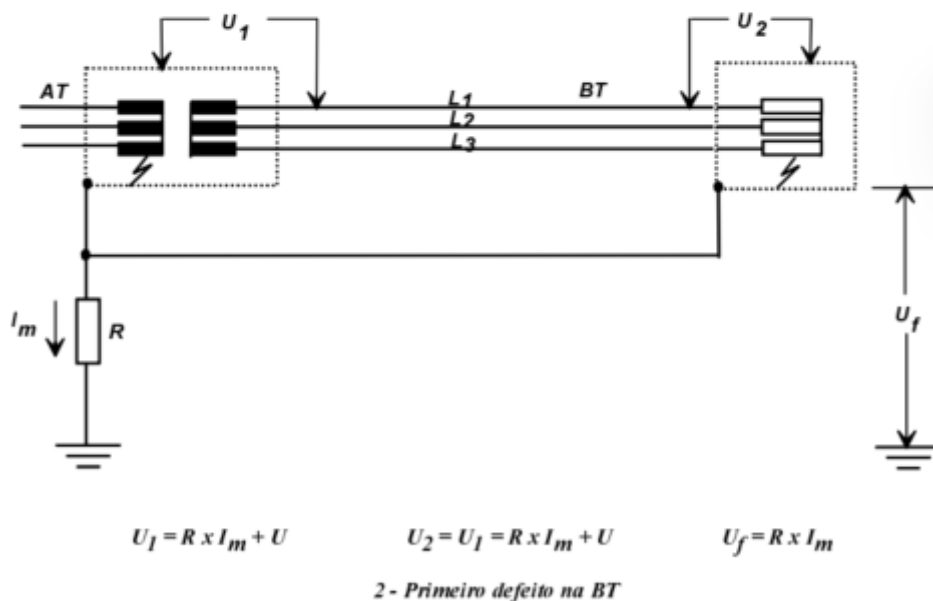 U1
U2
AT
L1
BT
L2
L3
Im
R
Uf
U1 = R x Im + U
U2 = U1 = R x Im + U
Uf = R x Im
2 - Primeiro defeito na BT